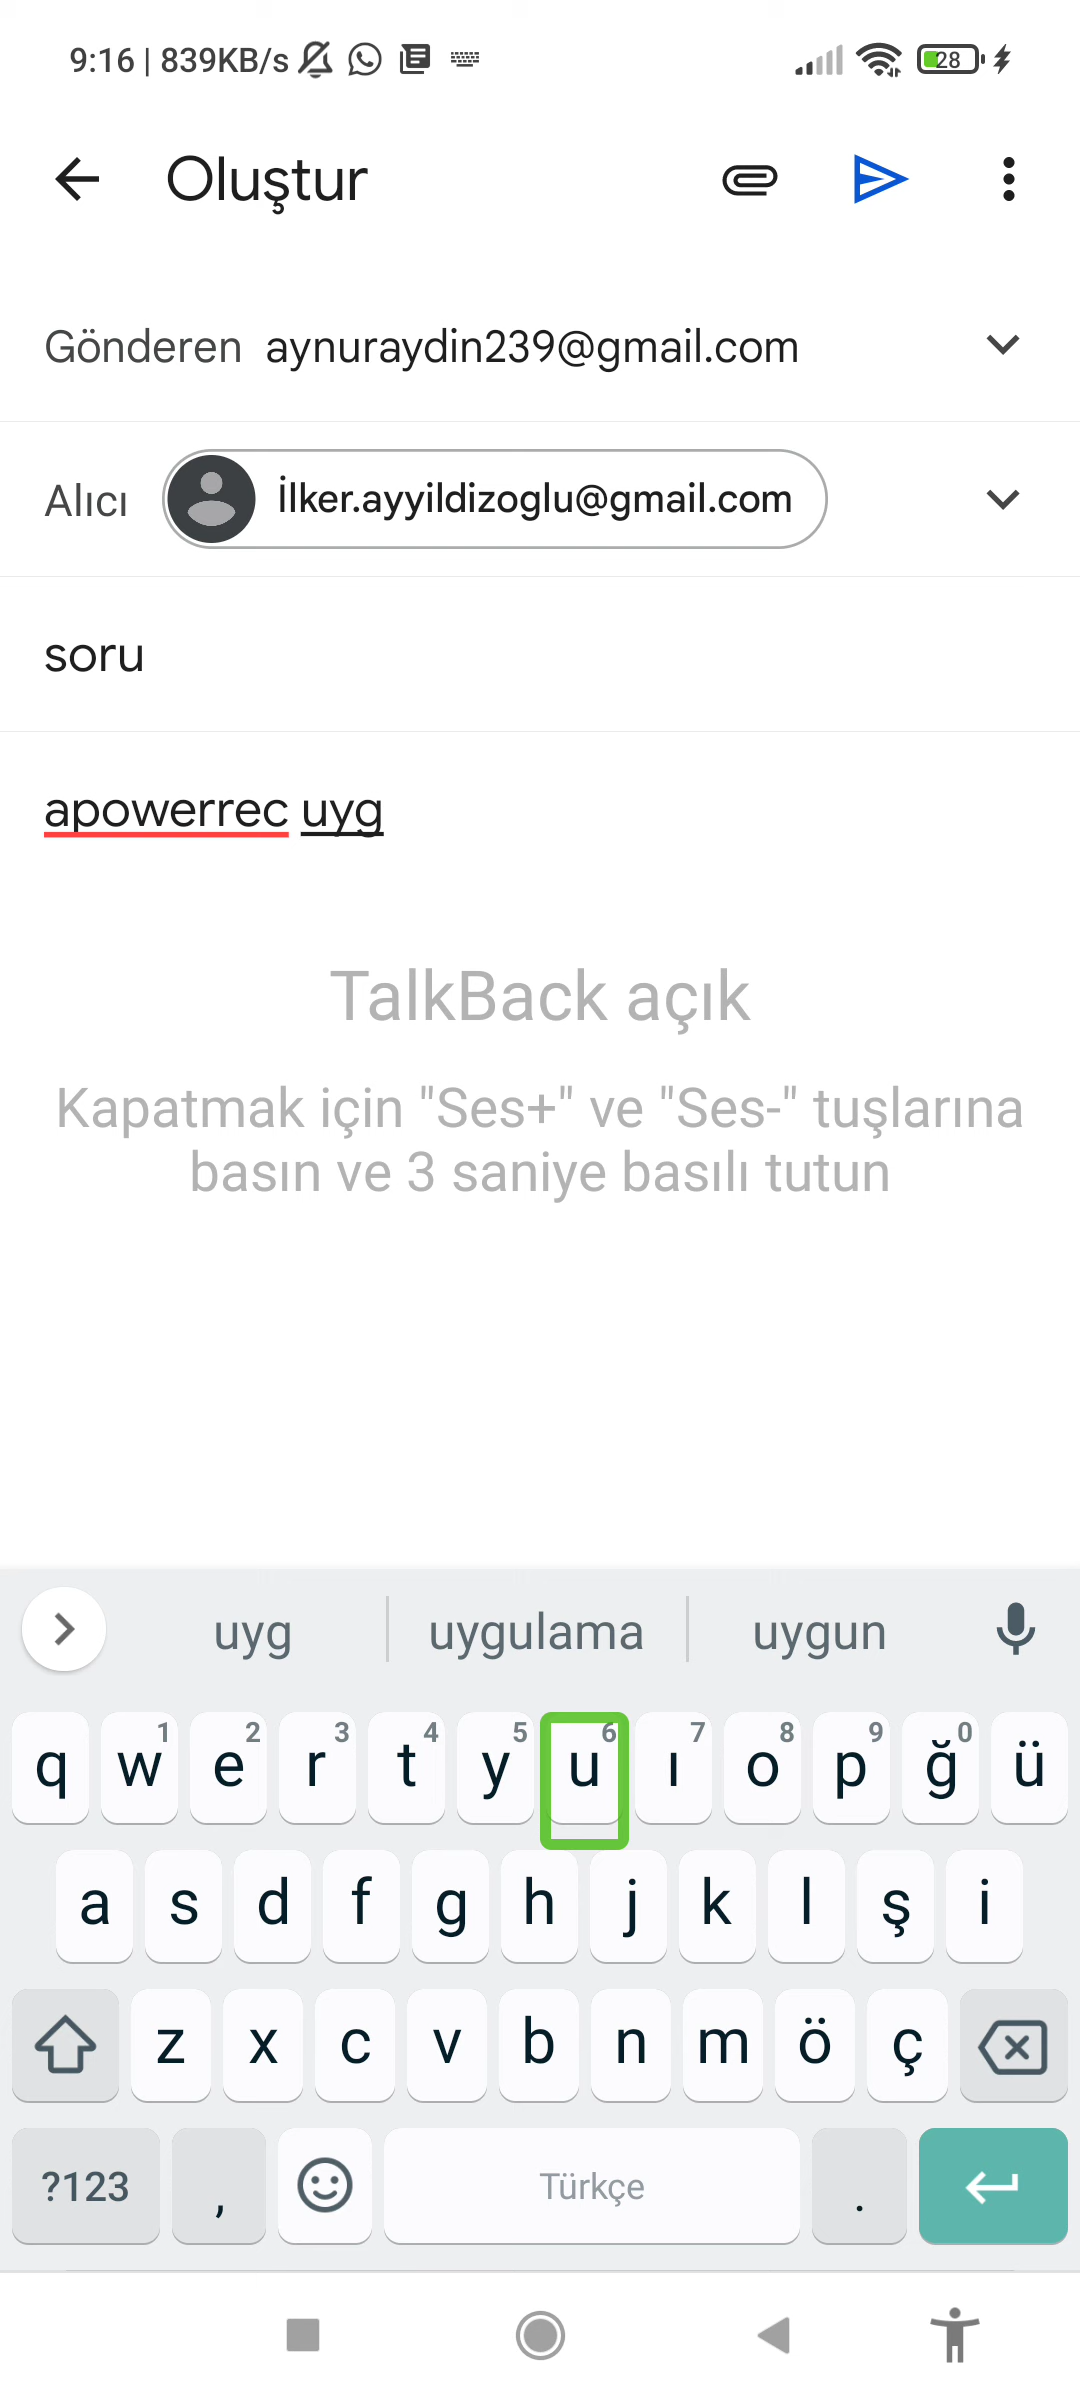 9:16 | 839KB/s 28
Oluştur
Gönderen aynuraydin239@gmail.com
Alıcı İlker.ayyildizoglu@gmail.com
soru
apowerrec uyg
TalkBack açık
Kapatmak için "Ses+" ve "Ses-" tuşlarına
basın ve 3 saniye basılı tutun
uyg uygulama uygun
1 2 3 4 5 6 7 8 9 0
q w e r t y u ı o p ğ ü
a s d f g h j k l ş i
z x c v b n m ö ç
?123 , Türkçe .